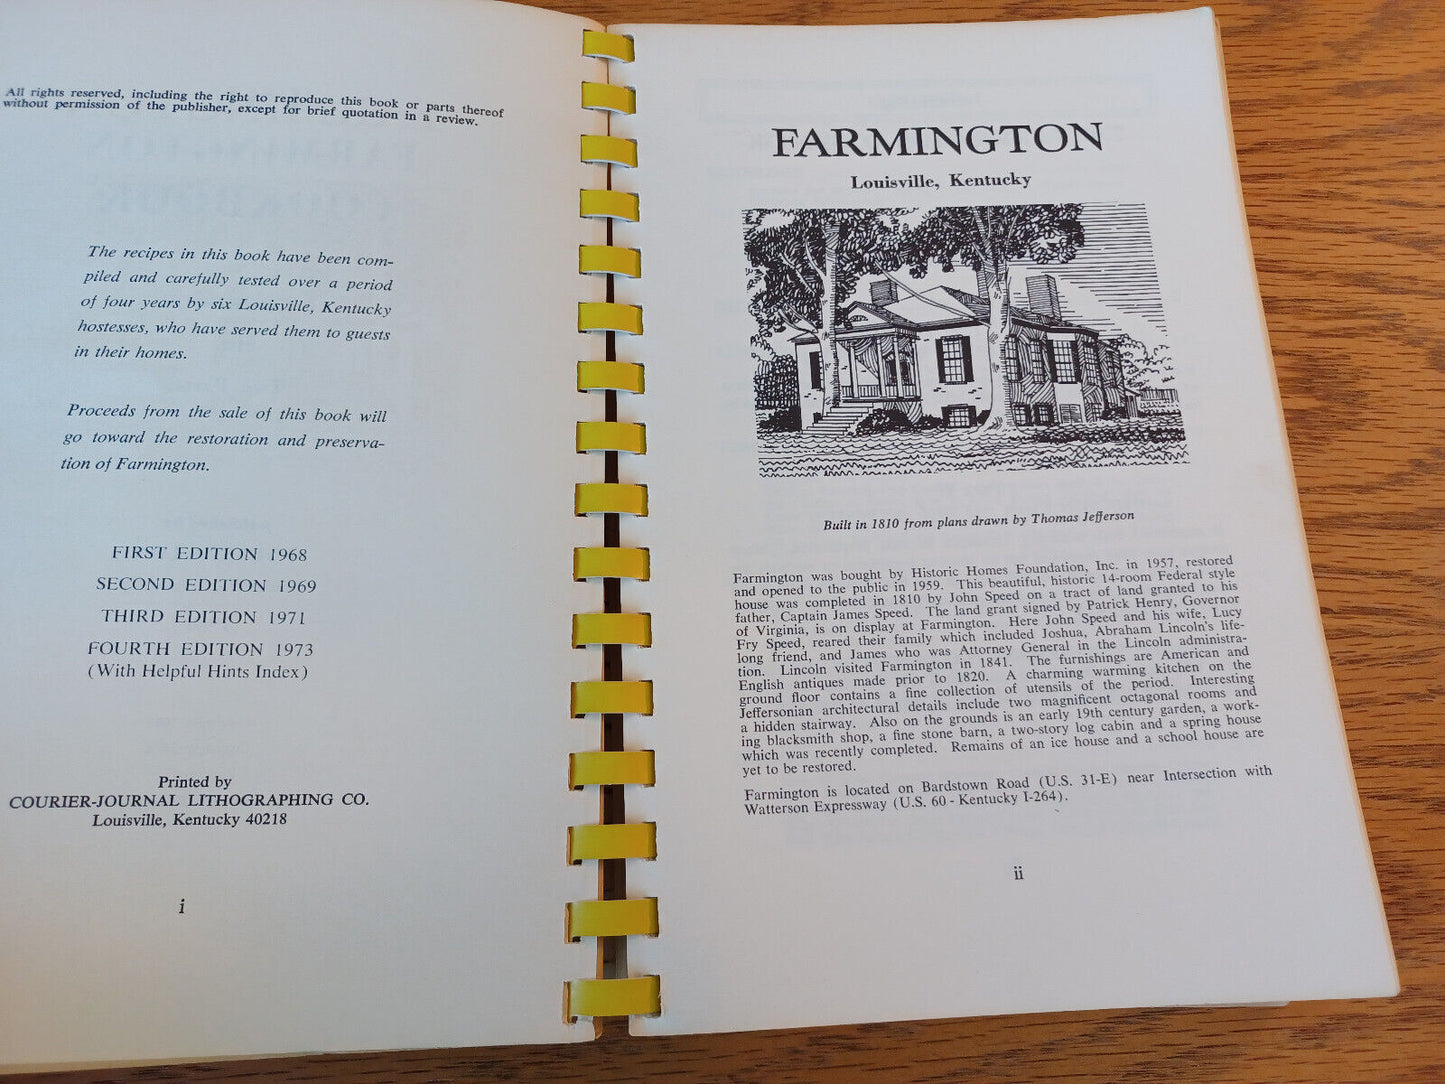 All rights reserved, including the right to reproduce this book or parts thereof
without permission of the publisher, except for brief quotation in a review.
The recipes in this book have been com-
piled and carefully tested over a period
of four years by six Louisville, Kentucky
hostesses, who have served them to guests
in their homes.
Proceeds from the sale of this book will
go toward the restoration and preserva-
tion of Farmington.
FIRST EDITION 1968
SECOND EDITION 1969
THIRD EDITION 1971
FOURTH EDITION 1973
(With Helpful Hints Index)
Printed by
COURIER-JOURNAL LITHOGRAPHING CO.
Louisville, Kentucky 40218
i
FARMINGTON
Louisville, Kentucky
Built in 1810 from plans drawn by Thomas Jefferson
Farmington was bought by Historic Homes Foundation, Inc. in 1957, restored
and opened to the public in 1959. This beautiful, historic 14-room Federal style
house was completed in 1810 by John Speed on a tract of land granted to his
father, Captain James Speed. The land grant signed by Patrick Henry, Governor
of Virginia, is on display at Farmington. Here John Speed and his wife, Lucy
Fry Speed, reared their family which included Joshua, Abraham Lincoln's life-
long friend, and James who was Attorney General in the Lincoln administra-
tion. Lincoln visited Farmington in 1841. The furnishings are American and
English antiques made prior to 1820. A charming warming kitchen on the
ground floor contains a fine collection of utensils of the period. Interesting
Jeffersonian architectural details include two magnificent octagonal rooms and
a hidden stairway. Also on the grounds is an early 19th century garden, a work-
ing blacksmith shop, a fine stone barn, a two-story log cabin and a spring house
which was recently completed. Remains of an ice house and a school house are
yet to be restored.
Farmington is located on Bardstown Road (U.S. 31-E) near Intersection with
Watterson Expressway (U.S. 60 - Kentucky I-264).
ii